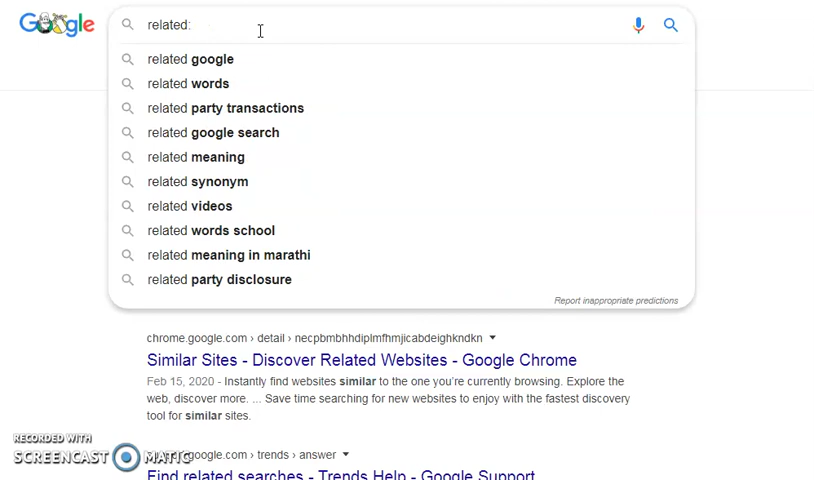 Google
related:
related google
related words
related party transactions
related google search
related meaning
related synonym
related videos
related words school
related meaning in marathi
related party disclosure
Report inappropriate predictions
chrome.google.com › detail › necpbmbhhdiplmfhmjicabdeighkndkn
Similar Sites - Discover Related Websites - Google Chrome
Feb 15, 2020 - Instantly find websites similar to the one you're currently browsing. Explore the
web, discover more. ... Save time searching for new websites to enjoy with the fastest discovery
tool for similar sites.
RECORDED WITH
SCREENCAST MATIC
.google.com › trends › answer
Find related searches - Trends Help - Google Support